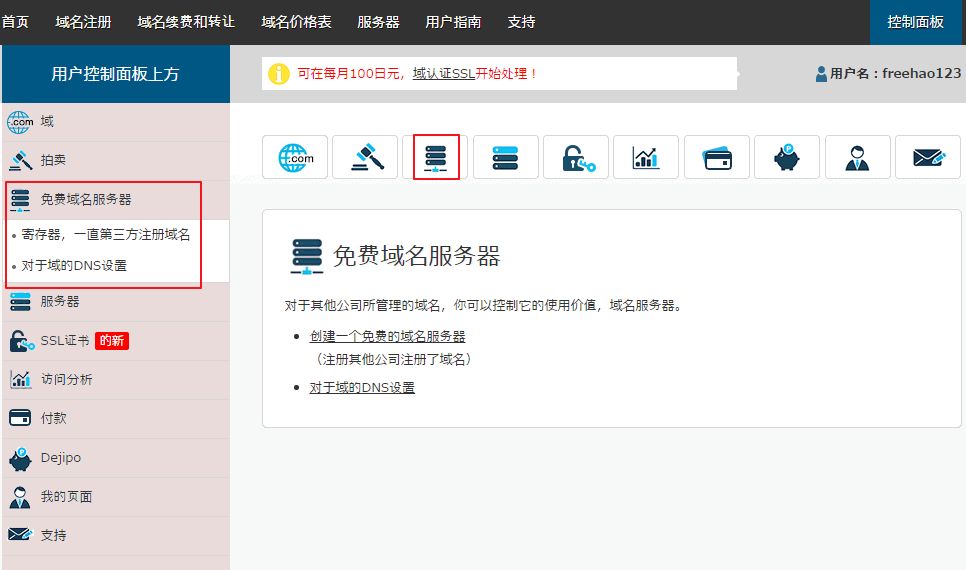 首页 域名注册 域名续费和转让 域名价格表 服务器 用户指南 支持 控制面板
用户控制面板上方
可在每月100日元，域认证SSL开始处理！
用户名：freehao123
.com 域
拍卖
免费域名服务器
寄存器，一直第三方注册域名
对于域的DNS设置
服务器
SSL证书 的新
访问分析
付款
P Dejipo
我的页面
支持
.com
P
免费域名服务器
对于其他公司所管理的域名，你可以控制它的使用价值，域名服务器。
创建一个免费的域名服务器
（注册其他公司注册了域名）
对于域的DNS设置